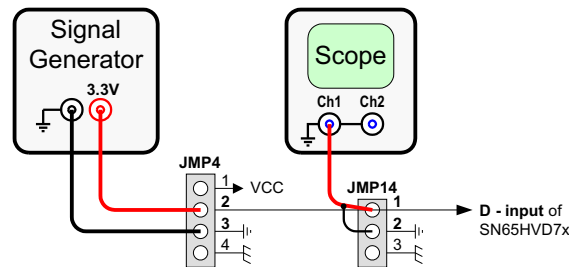 Signal
Generator
3.3V
Scope
Ch1 Ch2
JMP4
1
VCC
2
3
4
JMP14
1
2
3
D - input of
SN65HVD7x